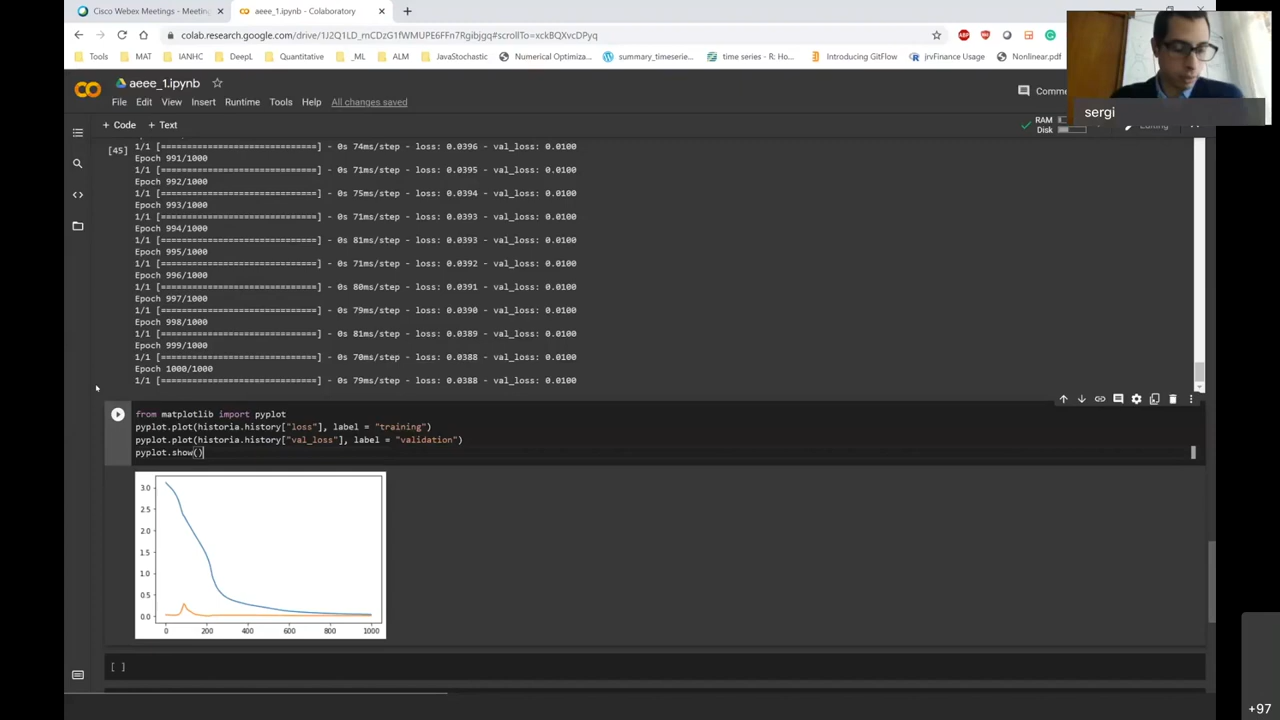 Cisco Webex Meetings - Meetin
aeee_1.ipynb - Colaboratory
colab.research.google.com/drive/1J2Q1LD_mCDzG1fWMUPE6FFn7Rgibjgq#scrollTo=xckBQXvcDPyq
Tools MAT IANHC DeepL Quantitative _ML ALM JavaStochastic Numerical Optimiza... summary_timeserie... time series - R: Ho... Introducing GitFlow jrvFinance Usage Nonlinear.pdf
aeee_1.ipynb
File Edit View Insert Runtime Tools Help All changes saved
Comme
sergi
+ Code + Text
RAM
Disk
Editing
[45]
1/1 [==============================] - 0s 74ms/step - loss: 0.0396 - val_loss: 0.0100
Epoch 991/1000
1/1 [==============================] - 0s 71ms/step - loss: 0.0395 - val_loss: 0.0100
Epoch 992/1000
1/1 [==============================] - 0s 75ms/step - loss: 0.0394 - val_loss: 0.0100
Epoch 993/1000
1/1 [==============================] - 0s 71ms/step - loss: 0.0393 - val_loss: 0.0100
Epoch 994/1000
1/1 [==============================] - 0s 81ms/step - loss: 0.0393 - val_loss: 0.0100
Epoch 995/1000
1/1 [==============================] - 0s 71ms/step - loss: 0.0392 - val_loss: 0.0100
Epoch 996/1000
1/1 [==============================] - 0s 80ms/step - loss: 0.0391 - val_loss: 0.0100
Epoch 997/1000
1/1 [==============================] - 0s 79ms/step - loss: 0.0390 - val_loss: 0.0100
Epoch 998/1000
1/1 [==============================] - 0s 81ms/step - loss: 0.0389 - val_loss: 0.0100
Epoch 999/1000
1/1 [==============================] - 0s 70ms/step - loss: 0.0388 - val_loss: 0.0100
Epoch 1000/1000
1/1 [==============================] - 0s 79ms/step - loss: 0.0388 - val_loss: 0.0100
from matplotlib import pyplot
pyplot.plot(historia.history["loss"], label = "training")
pyplot.plot(historia.history["val_loss"], label = "validation")
pyplot.show()
3.0
2.5
2.0
1.5
1.0
0.5
0.0
0 200 400 600 800 1000
[ ]
+97